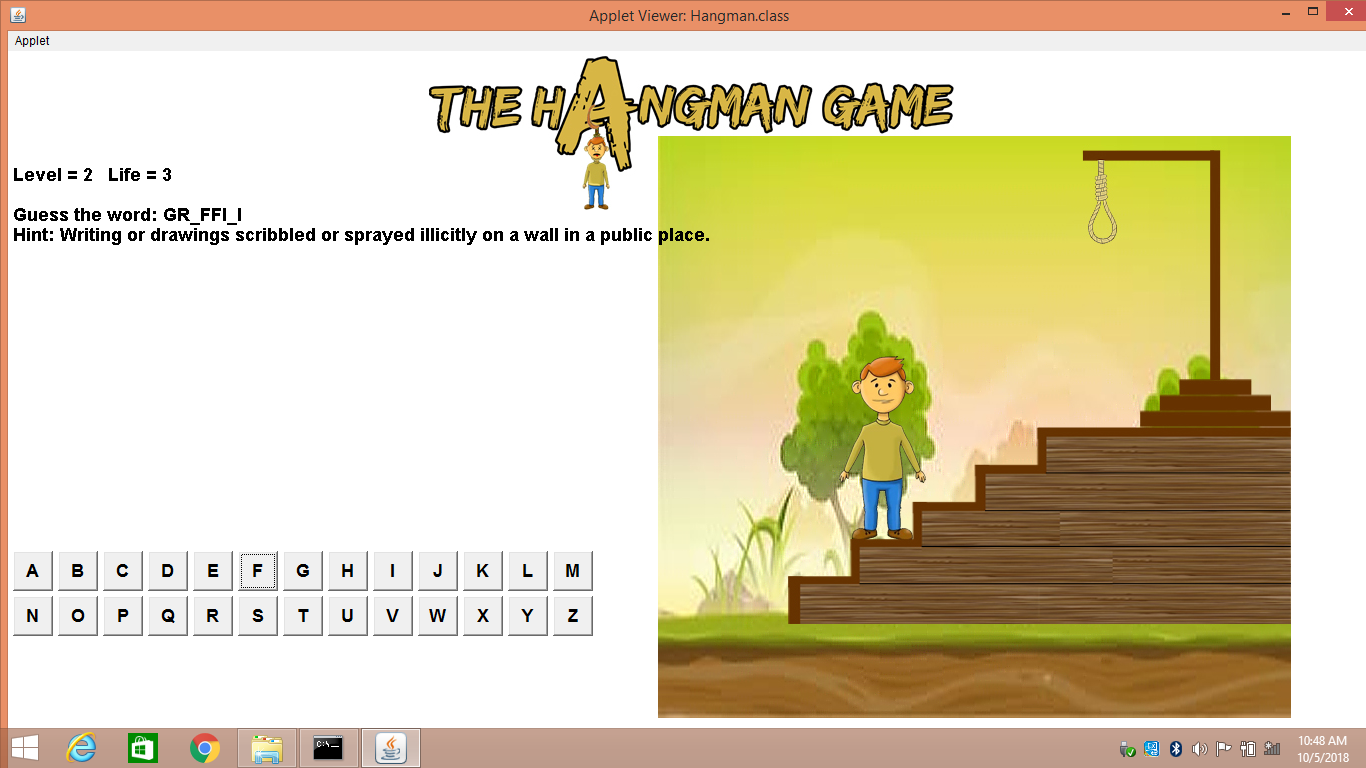 Applet Viewer: Hangman.class
Applet
THE HANGMAN GAME
Level = 2 Life = 3
Guess the word: GR_FFI_I
Hint: Writing or drawings scribbled or sprayed illicitly on a wall in a public place.
A B C D E F G H I J K L M
N O P Q R S T U V W X Y Z
C:\_
10:48 AM
10/5/2018